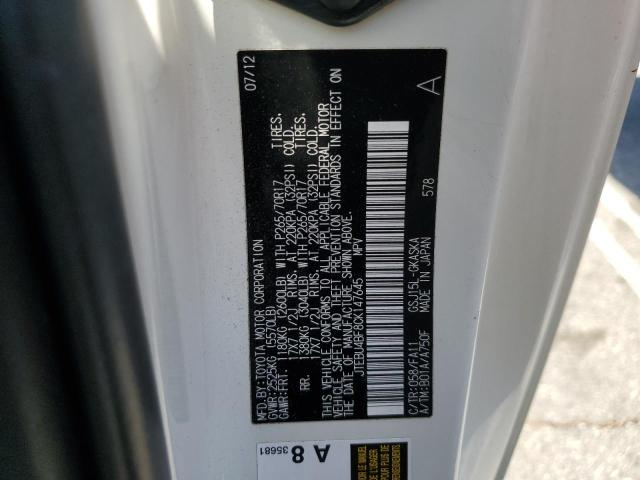 MFD.BY:TOYOTA MOTOR CORPORATION 07/12
GVWR:2525KG (5570LB)
GAWR:FRT. 1180KG (2600LB) WITH P265/70R17 TIRES.
17X7 1/2J RIMS, AT 220KPA (32PSI) COLD.
RR. 1380KG (3040LB) WITH P265/70R17 TIRES.
17X7 1/2J RIMS, AT 220KPA (32PSI) COLD.
THIS VEHICLE CONFORMS TO ALL APPLICABLE FEDERAL MOTOR
VEHICLE SAFETY AND THEFT PREVENTION STANDARDS IN EFFECT ON
THE DATE OF MANUFACTURE SHOWN ABOVE.
JTEBU4BF8CK147645 MPV
C/TR:058/FA11 GSJ15L-GKASKA
A/TM:B01A/A750F MADE IN JAPAN 578 A
A 8
35681